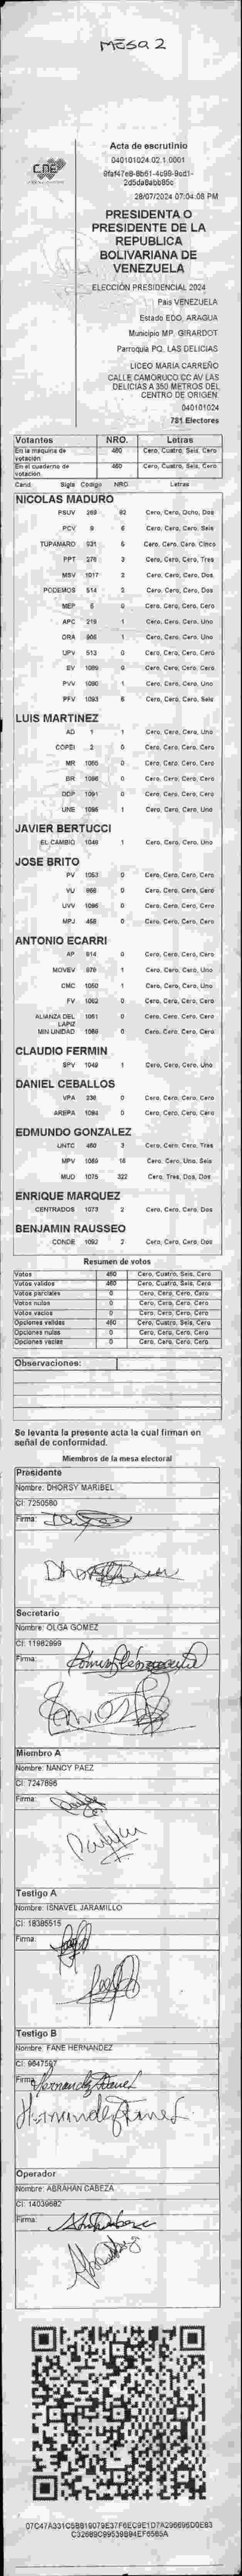 MESA 2
Acta de escrutinio
040101024.02.1.0001
28/07/2024 07:04:08 PM
CNE
PRESIDENTA O
PRESIDENTE DE LA
REPUBLICA
BOLIVARIANA DE
VENEZUELA
ELECCIÓN PRESIDENCIAL 2024
Pais VENEZUELA
Estado EDO. ARAGUA
Municipio MP. GIRARDOT
Parroquia PQ. LAS DELICIAS
LICEO MARIA CARREÑO
CALLE CAMORUCO CC AV LAS
DELICIAS A 350 METROS DEL
CENTRO DE ORIGEN.
040101024
781 Electores
Votantes NRO. Letras
En la maquina de votación 460 Cero, Cuatro, Seis, Cero
En el cuaderno de votación 460 Cero, Cuatro, Seis, Cero
Cand Sigla Codigo NRO Letras
NICOLAS MADURO
PSUV 269 82 Cero, Cero, Ocho, Dos
PCV 9 6 Cero, Cero, Cero, Seis
TUPAMARO 931 5 Cero, Cero, Cero, Cinco
PPT 276 3 Cero, Cero, Cero, Tres
MSV 1017 2 Cero, Cero, Cero, Dos
PODEMOS 514 2 Cero, Cero, Cero, Dos
MEP 5 0 Cero, Cero, Cero, Cero
APC 219 1 Cero, Cero, Cero, Uno
ORA 906 1 Cero, Cero, Cero, Uno
UPV 513 0 Cero, Cero, Cero, Cero
EV 1089 0 Cero, Cero, Cero, Cero
PVV 1090 1 Cero, Cero, Cero, Uno
PFV 1093 6 Cero, Cero, Cero, Seis
LUIS MARTINEZ
AD 1 1 Cero, Cero, Cero, Uno
COPEI 2 0 Cero, Cero, Cero, Cero
MR 1055 0 Cero, Cero, Cero, Cero
BR 1086 0 Cero, Cero, Cero, Cero
DDP 1091 0 Cero, Cero, Cero, Cero
UNE 1095 1 Cero, Cero, Cero, Uno
JAVIER BERTUCCI
EL CAMBIO 1048 1 Cero, Cero, Cero, Uno
JOSE BRITO
PV 1053 0 Cero, Cero, Cero, Cero
VU 966 0 Cero, Cero, Cero, Cero
UVV 1096 0 Cero, Cero, Cero, Cero
MPJ 456 0 Cero, Cero, Cero, Cero
ANTONIO ECARRI
AP 914 0 Cero, Cero, Cero, Cero
MOVEV 979 1 Cero, Cero, Cero, Uno
CMC 1050 1 Cero, Cero, Cero, Uno
FV 1062 0 Cero, Cero, Cero, Cero
ALIANZA DEL LAPIZ 1061 0 Cero, Cero, Cero, Cero
MIN UNIDAD 1068 0 Cero, Cero, Cero, Cero
CLAUDIO FERMIN
SPV 1049 1 Cero, Cero, Cero, Uno
DANIEL CEBALLOS
VPA 236 0 Cero, Cero, Cero, Cero
AREPA 1084 0 Cero, Cero, Cero, Cero
EDMUNDO GONZALEZ
UNTC 460 3 Cero, Cero, Cero, Tres
MPV 1069 16 Cero, Cero, Uno, Seis
MUD 1075 322 Cero, Tres, Dos, Dos
ENRIQUE MARQUEZ
CENTRADOS 1073 2 Cero, Cero, Cero, Dos
BENJAMIN RAUSSEO
CONDE 1092 2 Cero, Cero, Cero, Dos
Resumen de votos
Votos 460 Cero, Cuatro, Seis, Cero
Votos validos 460 Cero, Cuatro, Seis, Cero
Votos parciales 0 Cero, Cero, Cero, Cero
Votos nulos 0 Cero, Cero, Cero, Cero
Votos vacios 0 Cero, Cero, Cero, Cero
Opciones validas 460 Cero, Cuatro, Seis, Cero
Opciones nulas 0 Cero, Cero, Cero, Cero
Opciones vacias 0 Cero, Cero, Cero, Cero
Observaciones:
Se levanta la presente acta la cual firman en
señal de conformidad.
Miembros de la mesa electoral
Presidente
Nombre: DHORSY MARIBEL
CI: 7250580
Firma:
Secretario
Nombre: OLGA GOMEZ
CI: 11982999
Firma:
Miembro A
Nombre: NANCY PAEZ
CI: 7247896
Firma:
Testigo A
Nombre: ISNAVEL JARAMILLO
CI: 18385515
Firma:
Testigo B
Nombre: FANE HERNANDEZ
CI: 9647597
Firma: Hernandez Fane
Hernandez Fane
Operador
Nombre: ABRAHAN CABEZA
CI: 14039682
Firma: